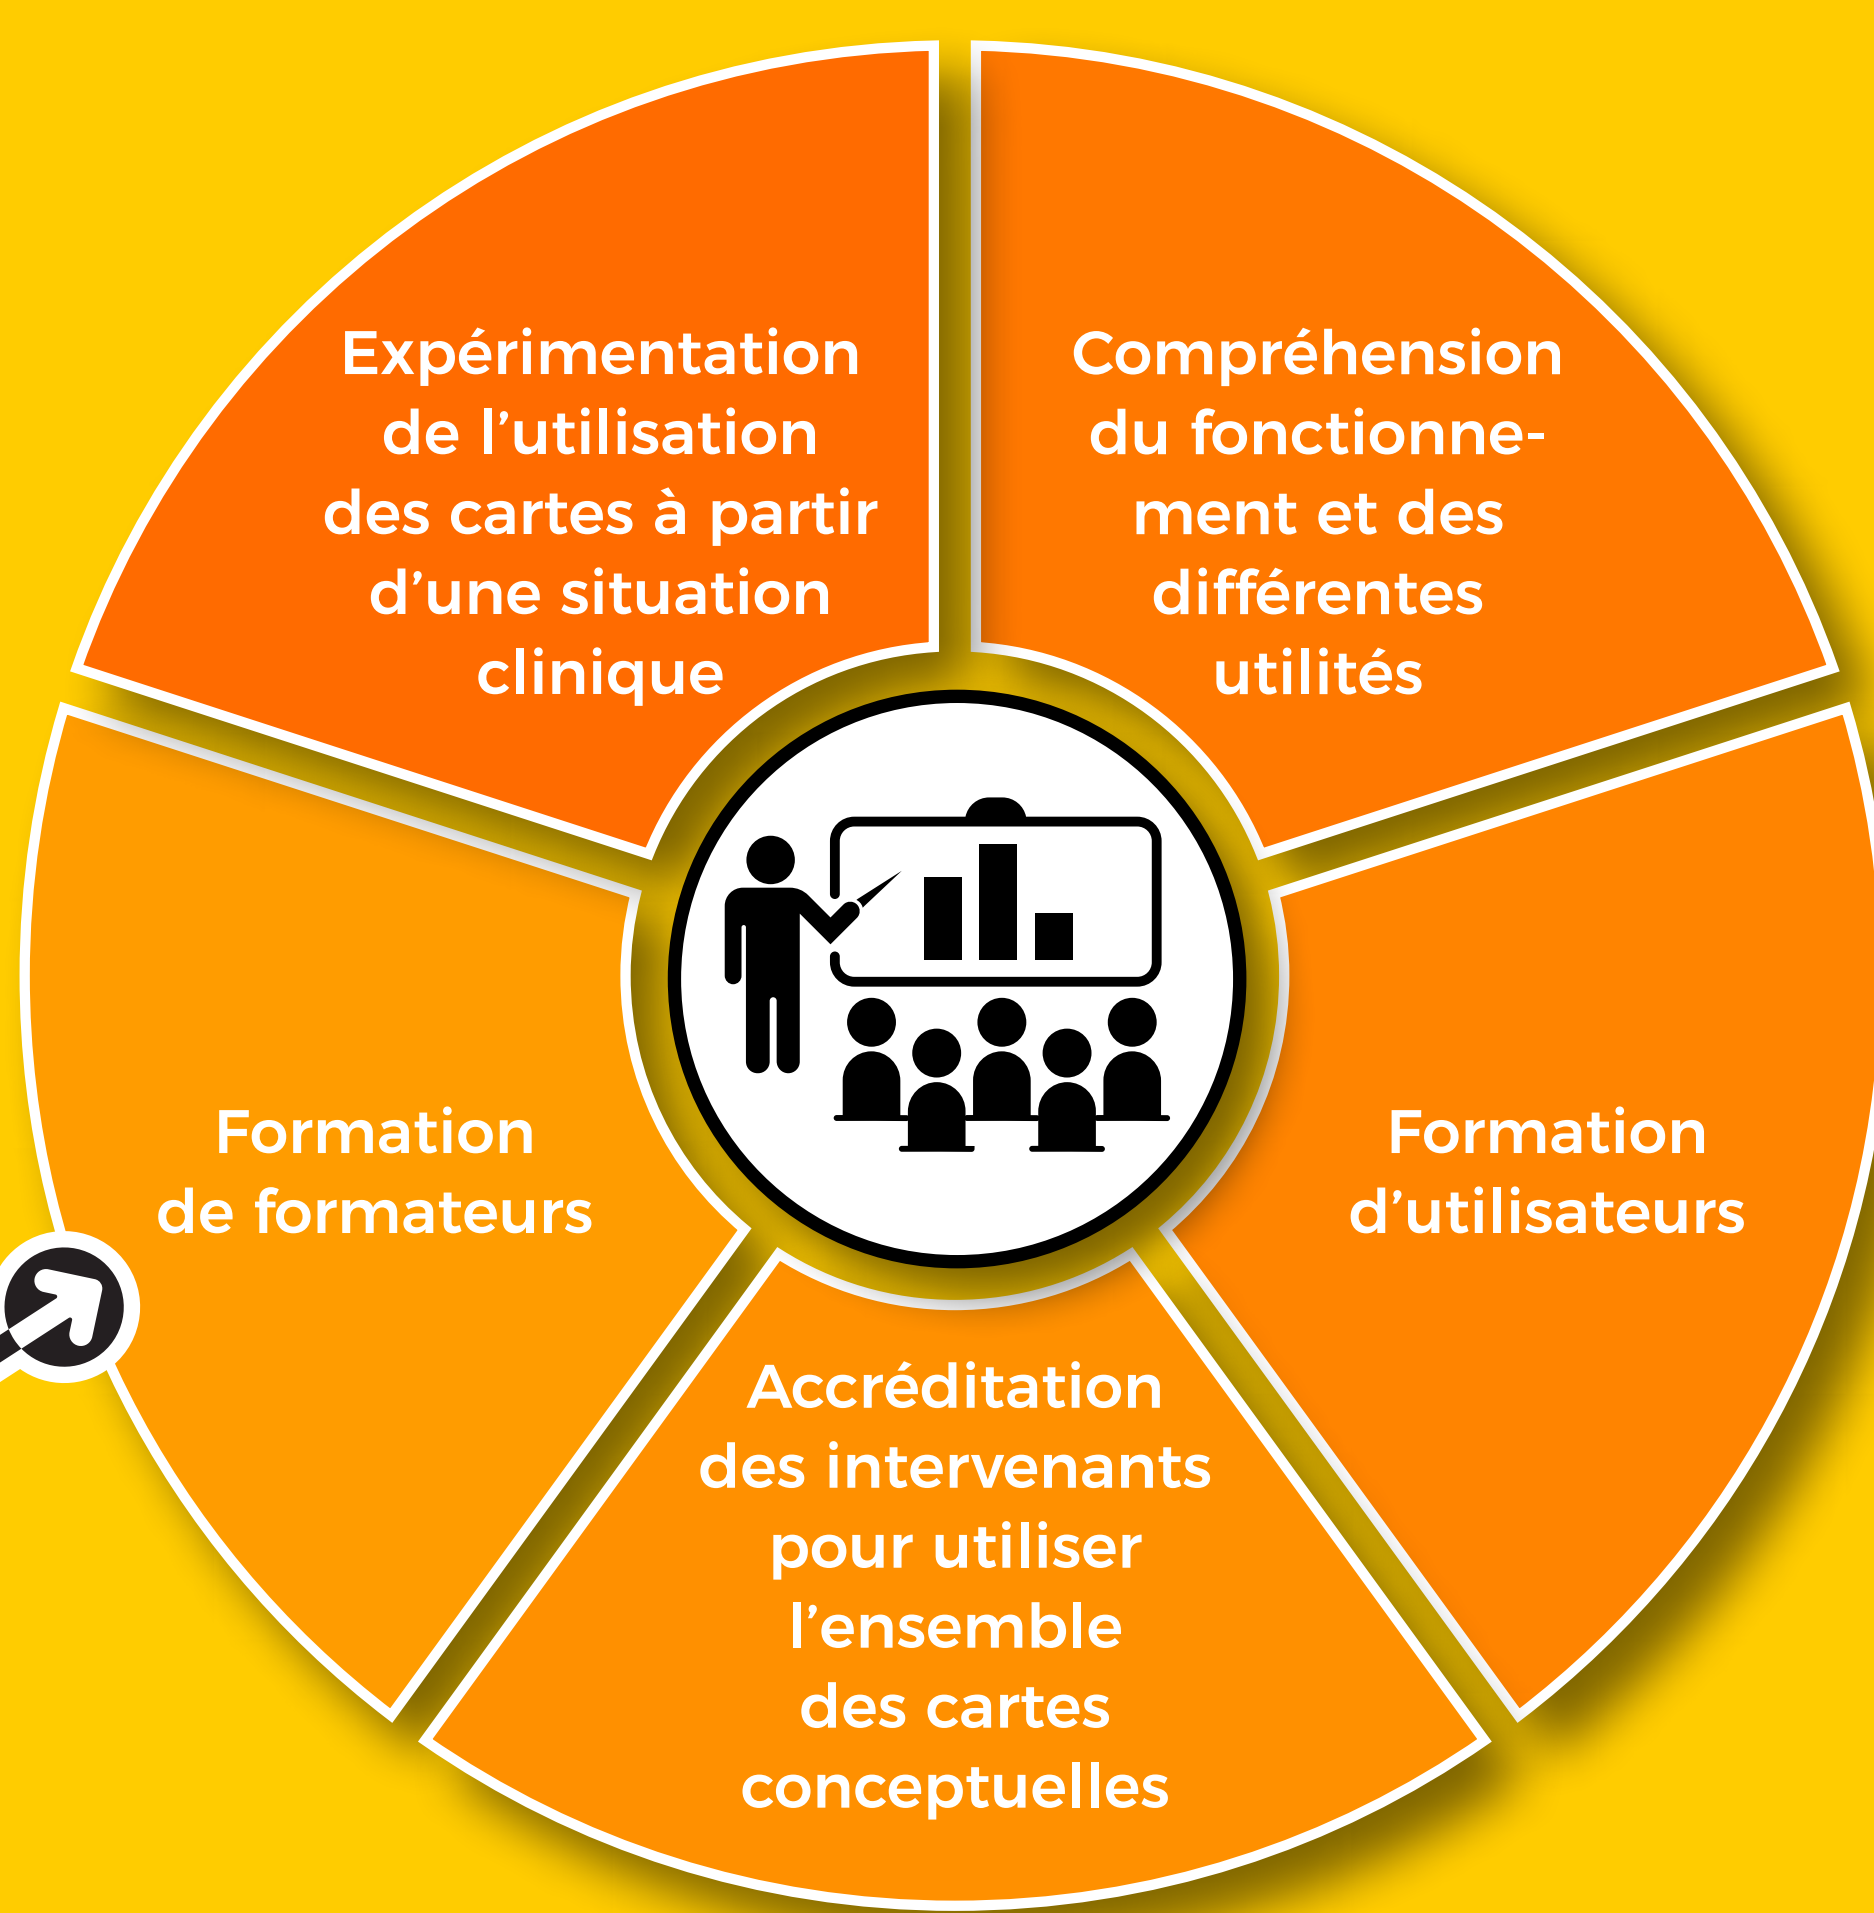 Expérimentation
de l’utilisation
des cartes à partir
d’une situation
clinique
Compréhension
du fonctionne-
ment et des
différentes
utilités
Formation
de formateurs
Formation
d’utilisateurs
Accréditation
des intervenants
pour utiliser
l’ensemble
des cartes
conceptuelles